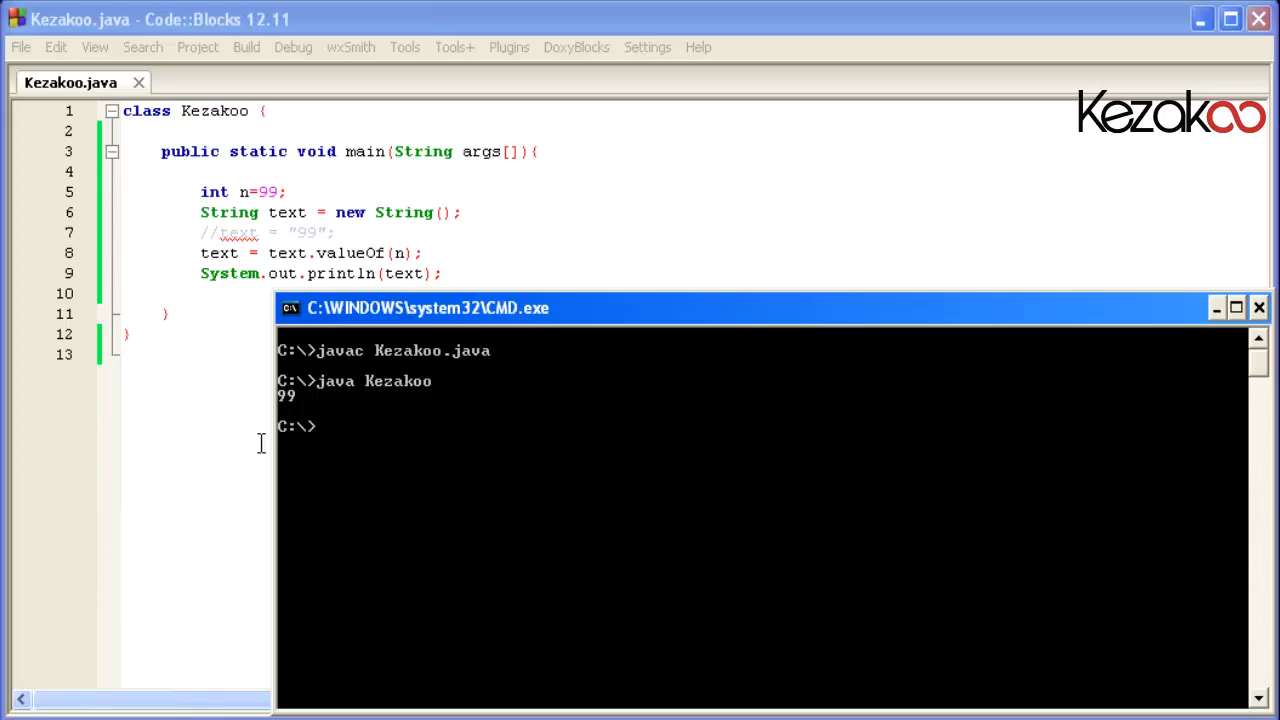 Kezakoo.java - Code::Blocks 12.11
File Edit View Search Project Build Debug wxSmith Tools Tools+ Plugins DoxyBlocks Settings Help
Kezakoo.java
Kezakoo
1 class Kezakoo {
2
3 public static void main(String args[]){
4
5 int n=99;
6 String text = new String();
7 //text = "99";
8 text = text.valueOf(n);
9 System.out.println(text);
10
11 }
12 }
13
C:\WINDOWS\system32\CMD.exe
C:\>javac Kezakoo.java
C:\>java Kezakoo
99
C:\>